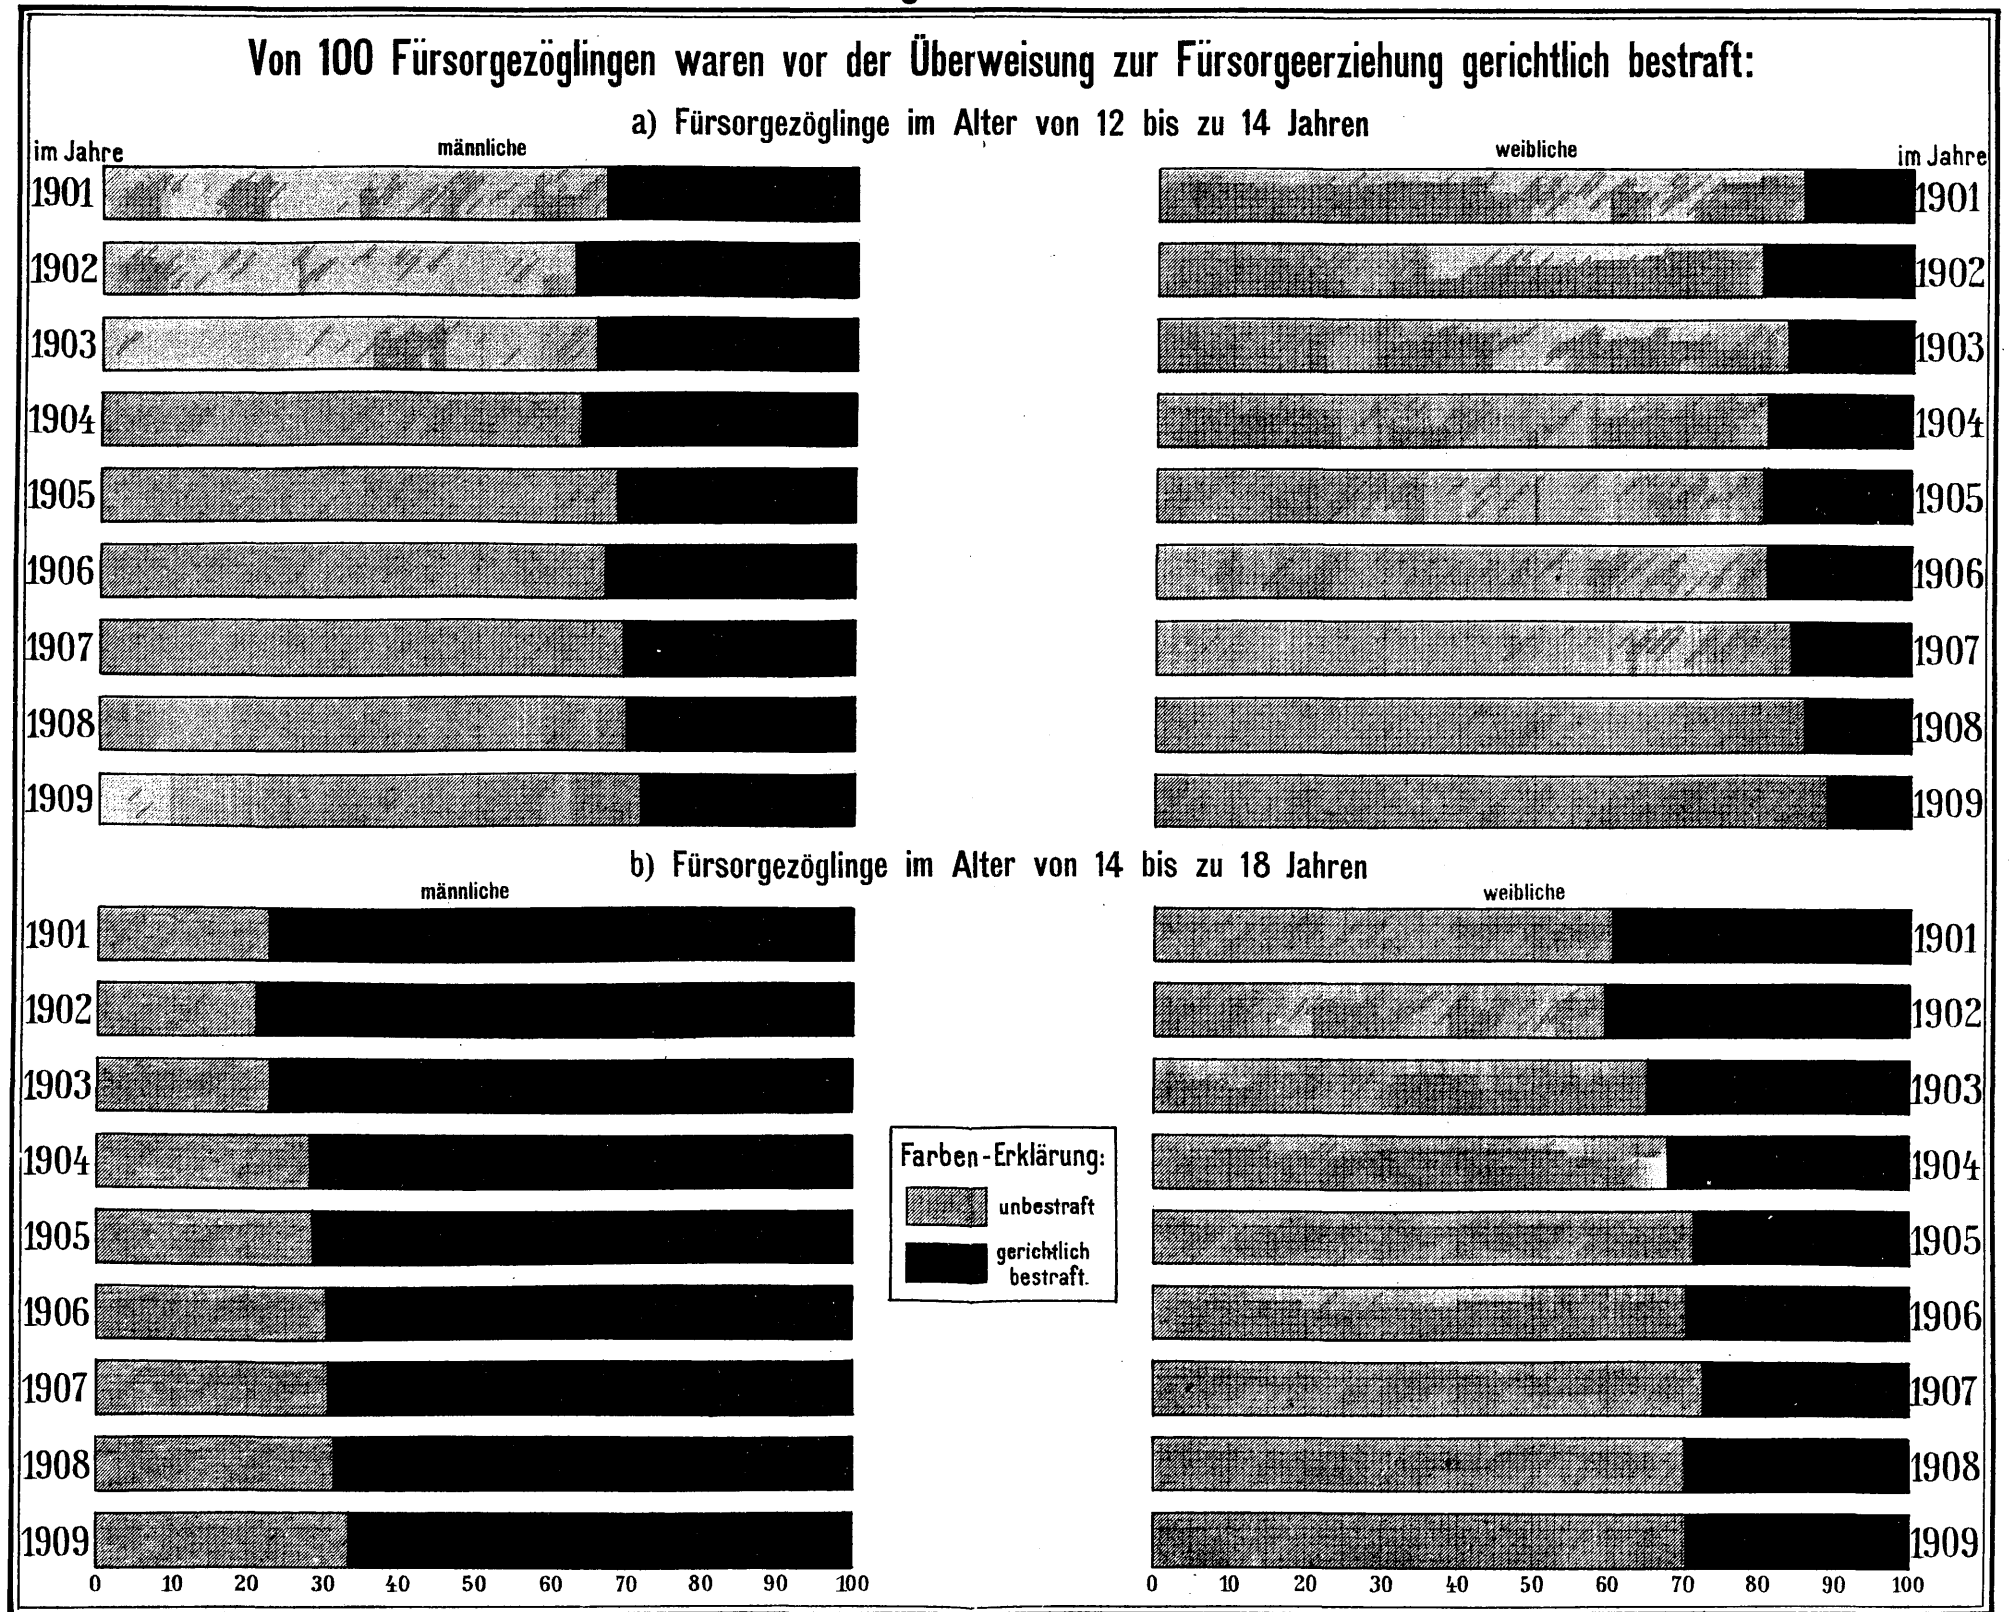 Von 100 Fürsorgezöglingen waren vor der Überweisung zur Fürsorgeerziehung gerichtlich bestraft:
a) Fürsorgezöglinge im Alter von 12 bis zu 14 Jahren
im Jahre männliche weibliche im Jahre
1901 1901
1902 1902
1903 1903
1904 1904
1905 1905
1906 1906
1907 1907
1908 1908
1909 1909
b) Fürsorgezöglinge im Alter von 14 bis zu 18 Jahren
männliche weibliche
1901 1901
1902 1902
1903 1903
1904 1904
1905 1905
1906 1906
1907 1907
1908 1908
1909 1909
Farben-Erklärung:
unbestraft
gerichtlich
bestraft.
0 10 20 30 40 50 60 70 80 90 100
0 10 20 30 40 50 60 70 80 90 100